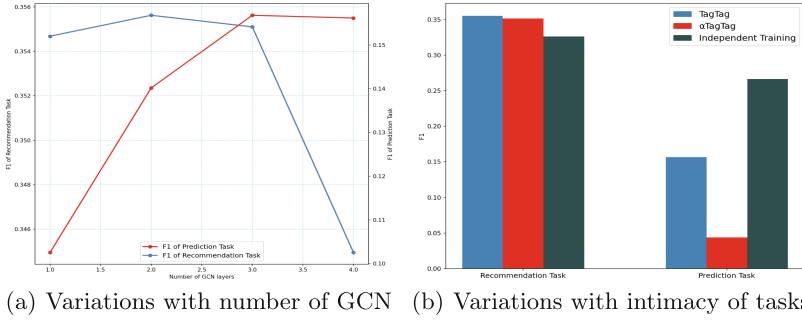 0.356
0.354
0.352
0.350
0.348
0.346
F1 of Recommendation Task
0.15
0.14
0.13
0.12
0.11
0.10
F1 of Prediction Task
F1 of Prediction Task
F1 of Recommendation Task
1.0 1.5 2.0 2.5 3.0 3.5 4.0
Number of GCN layers
(a) Variations with number of GCN
0.35
0.30
0.25
0.20
0.15
0.10
0.05
0.00
F1
TagTag
αTagTag
Independent Training
Recommendation Task Prediction Task
(b) Variations with intimacy of tasks